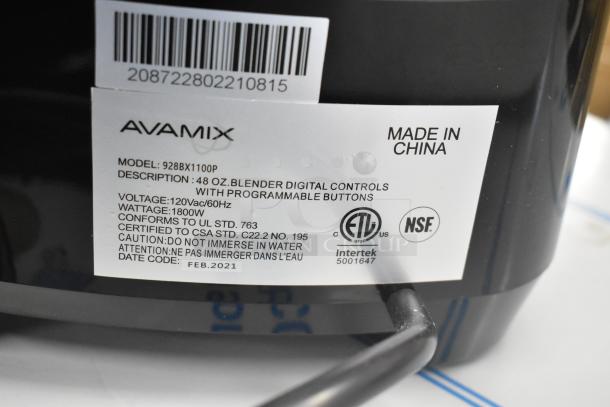 208722802210815
AVAMIX
MADE IN
CHINA
MODEL: 928BX1100P
DESCRIPTION : 48 OZ.BLENDER DIGITAL CONTROLS
WITH PROGRAMMABLE BUTTONS
VOLTAGE:120Vac/60Hz
WATTAGE:1800W
CONFORMS TO UL STD. 763
CERTIFIED TO CSA STD. C22.2 NO. 195
CAUTION:DO NOT IMMERSE IN WATER
ATTENTION:NE PAS IMMERGER DANS L'EAU
DATE CODE: FEB.2021
C ETL US
Intertek
5001647
NSF